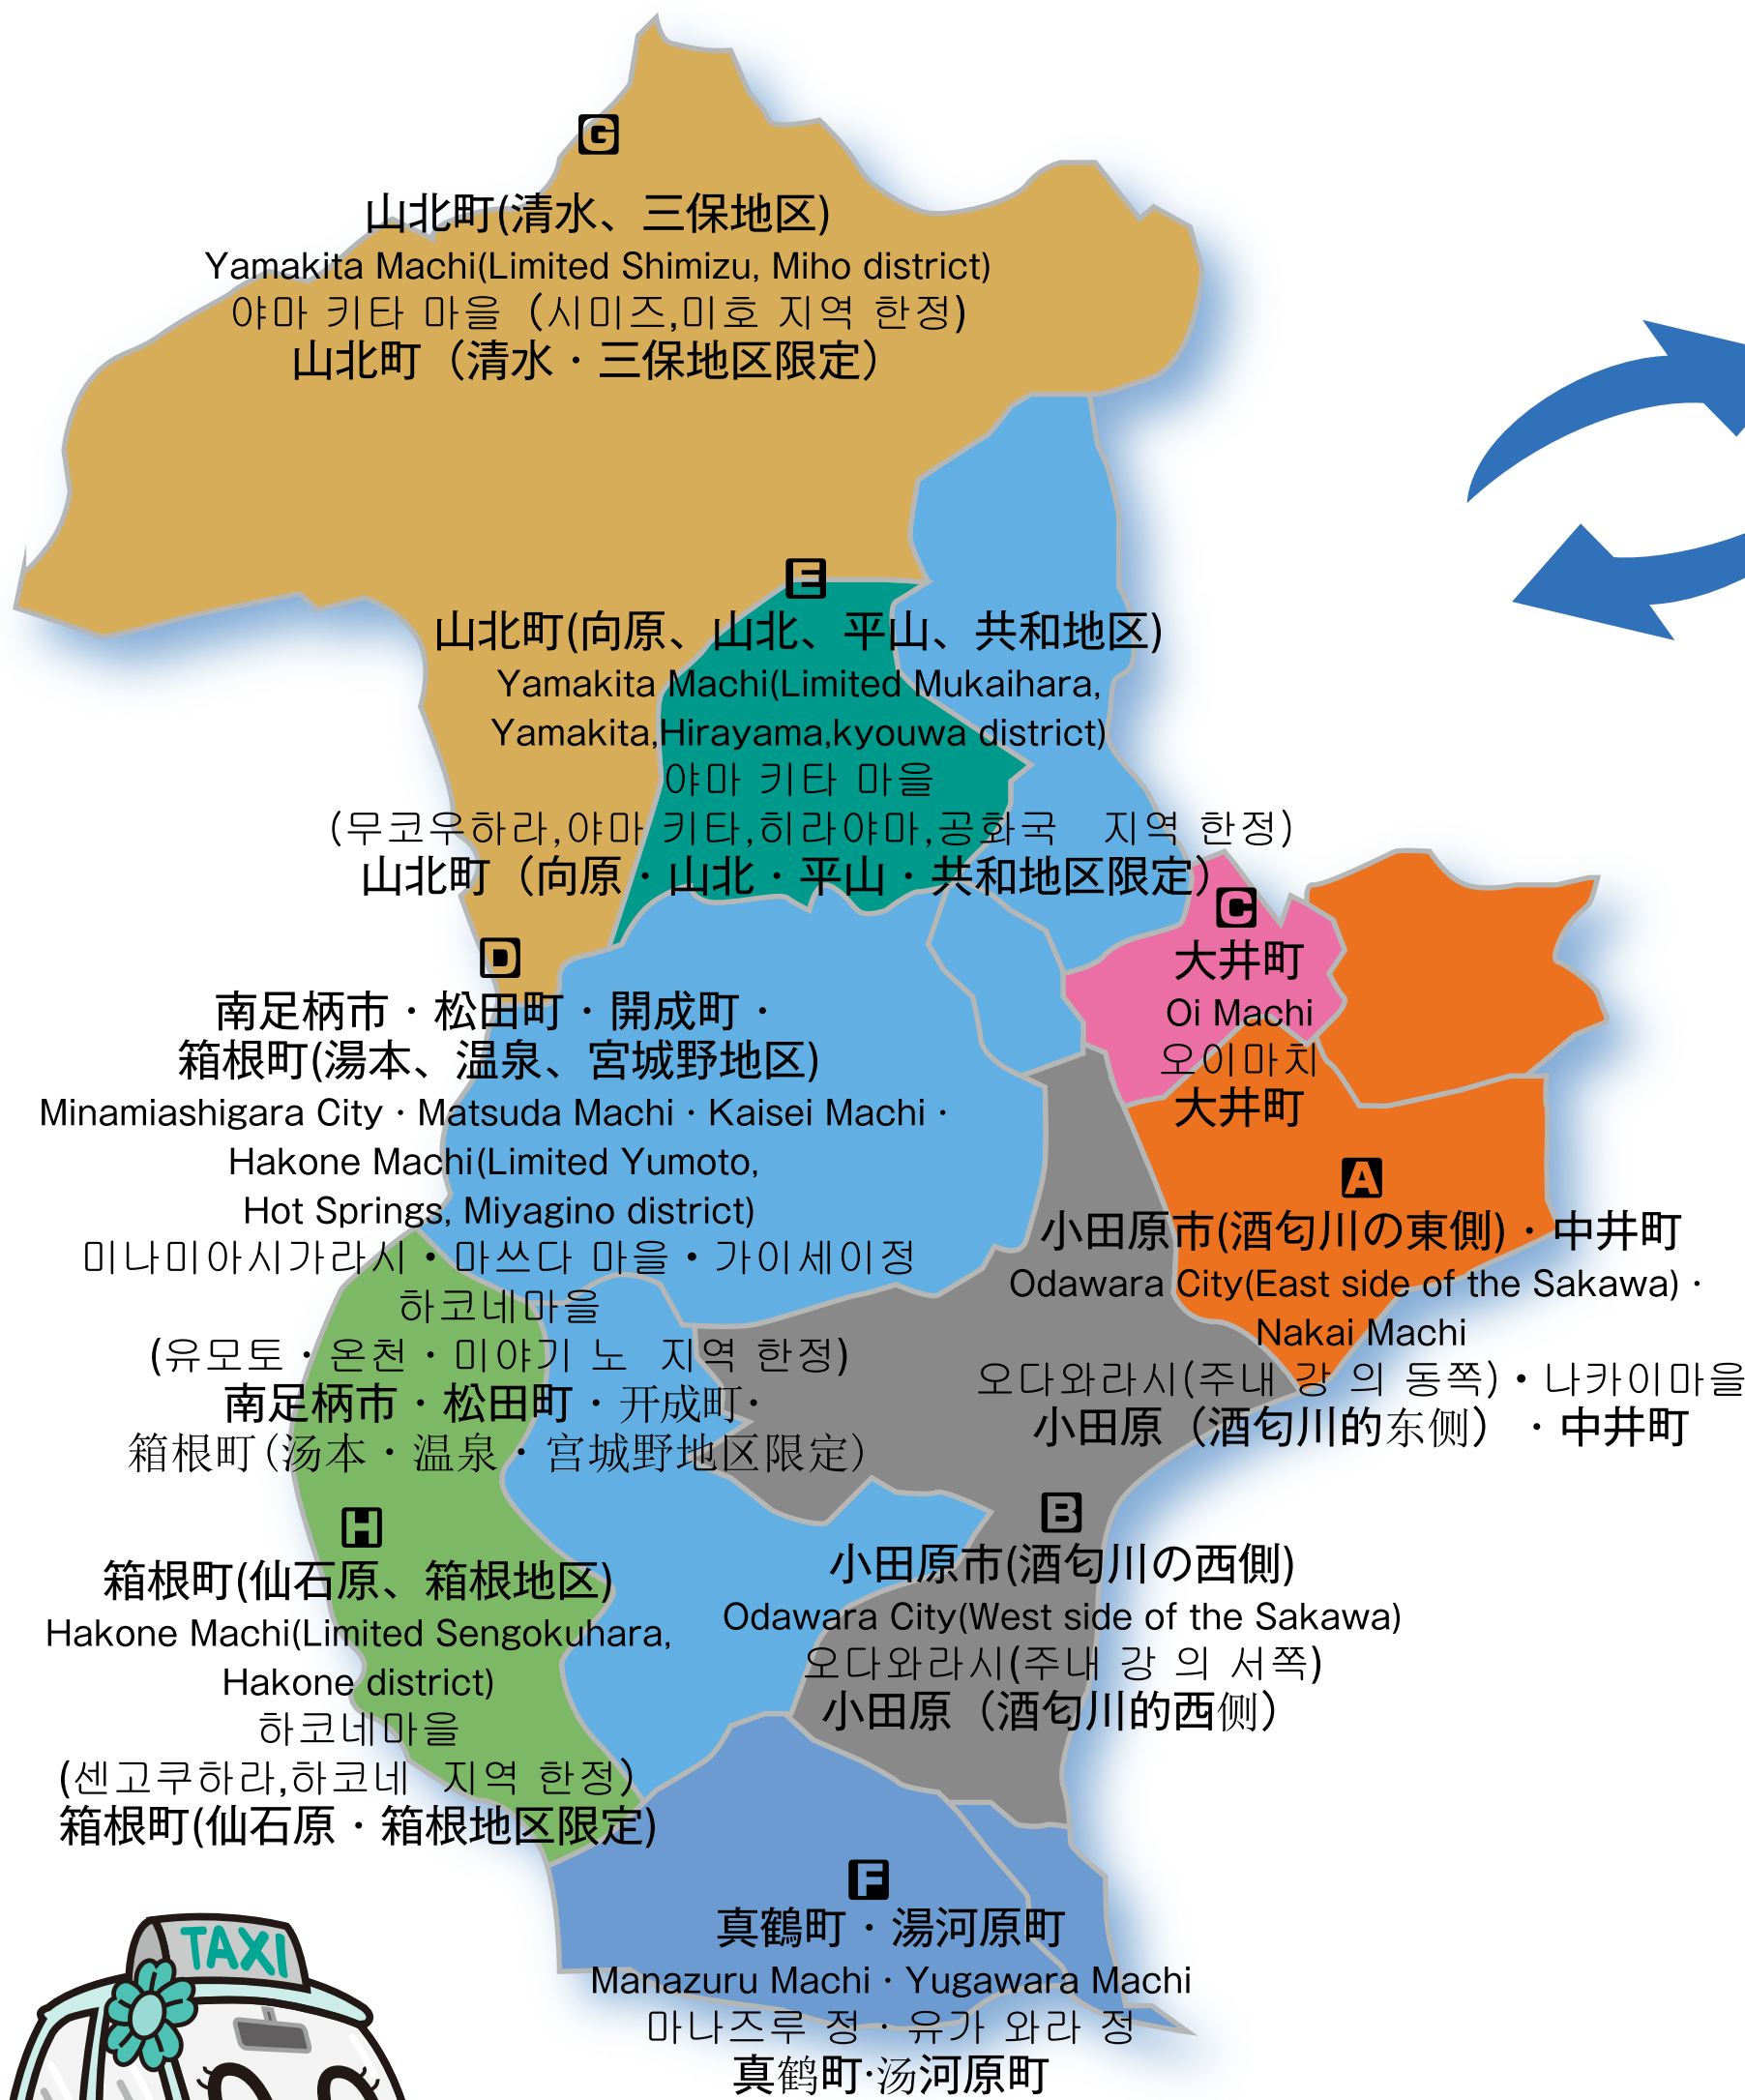 G
山北町(清水、三保地区)
Yamakita Machi(Limited Shimizu, Miho district)
야마 키타 마을（시미즈,미호 지역 한정)
山北町（清水・三保地区限定）
E
山北町(向原、山北、平山、共和地区)
Yamakita Machi(Limited Mukaihara,
Yamakita,Hirayama,kyouwa district)
야마 키타 마을
(무코우하라,야마 키타,히라야마,공화국　지역 한정)
山北町（向原・山北・平山・共和地区限定）
C
大井町
Oi Machi
오이마치
大井町
D
南足柄市・松田町・開成町・
箱根町(湯本、温泉、宮城野地区)
Minamiashigara City・Matsuda Machi・Kaisei Machi・
Hakone Machi(Limited Yumoto,
Hot Springs, Miyagino district)
미나미아시가라시・마쓰다 마을・가이세이정
하코네마을
(유모토・온천・미야기 노 지역 한정)
南足柄市・松田町・开成町・
箱根町(汤本・温泉・宮城野地区限定）
A
小田原市(酒匂川の東側)・中井町
Odawara City(East side of the Sakawa)・
Nakai Machi
오다와라시(주내 강 의 동쪽)・나카이마을
小田原（酒匂川的东侧）・中井町
B
小田原市(酒匂川の西側)
Odawara City(West side of the Sakawa)
오다와라시(주내 강 의 서쪽)
小田原（酒匂川的西侧）
H
箱根町(仙石原、箱根地区)
Hakone Machi(Limited Sengokuhara,
Hakone district)
하코네마을
(센고쿠하라,하코네 지역 한정）
箱根町(仙石原・箱根地区限定)
F
真鶴町・湯河原町
Manazuru Machi・Yugawara Machi
마나즈루 정・유가 와라 정
真鹤町・汤河原町
TAXI